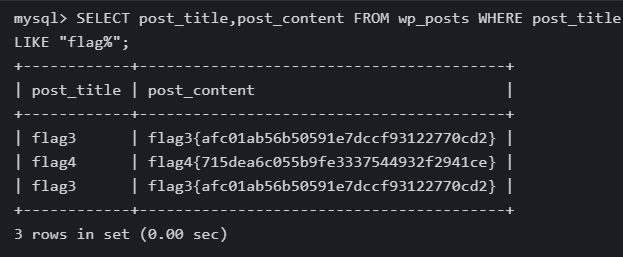 mysql> SELECT post_title,post_content FROM wp_posts WHERE post_title
LIKE "flag%";
+------------+---------------------------------------+
| post_title | post_content                          |
+------------+---------------------------------------+
| flag3      | flag3{afc01ab56b50591e7dccf93122770cd2} |
| flag4      | flag4{715dea6c055b9fe3337544932f2941ce} |
| flag3      | flag3{afc01ab56b50591e7dccf93122770cd2} |
+------------+---------------------------------------+
3 rows in set (0.00 sec)